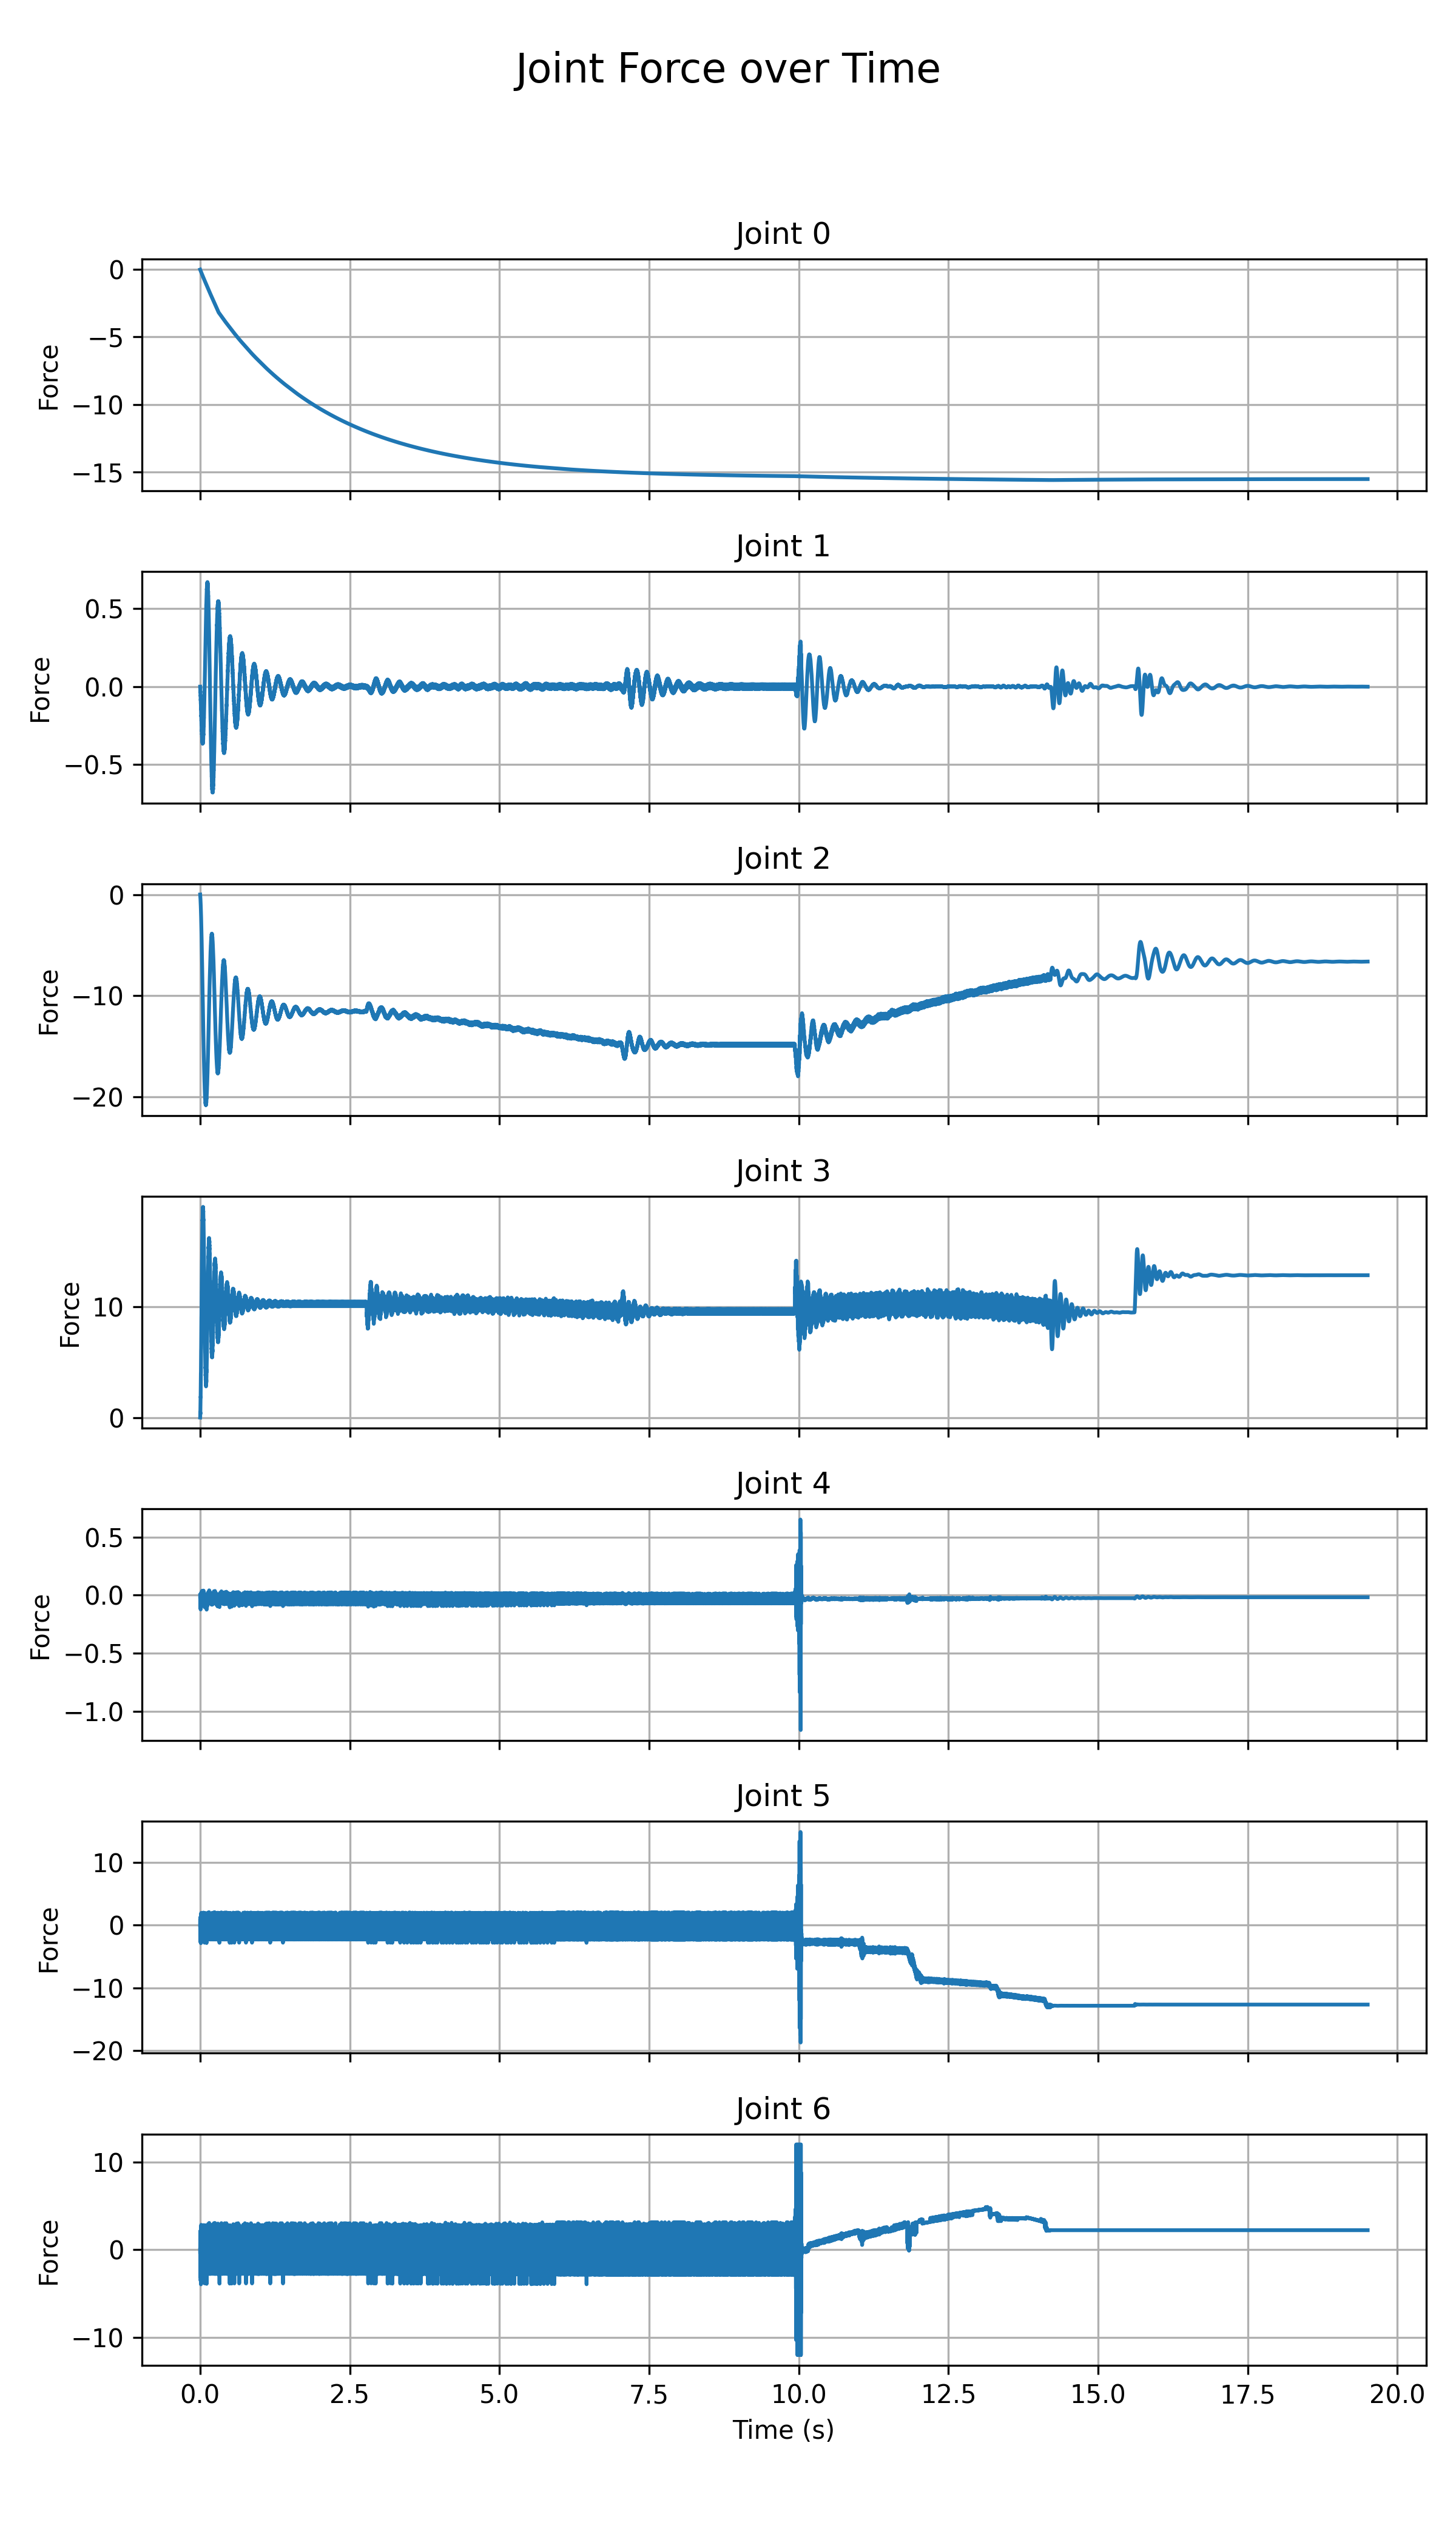 Joint Force over Time
Joint 0
0
−5
−10
−15
Force
Joint 1
0.5
0.0
−0.5
Force
Joint 2
0
−10
−20
Force
Joint 3
10
0
Force
Joint 4
0.5
0.0
−0.5
−1.0
Force
Joint 5
10
0
−10
−20
Force
Joint 6
10
0
−10
Force
0.0 2.5 5.0 7.5 10.0 12.5 15.0 17.5 20.0
Time (s)